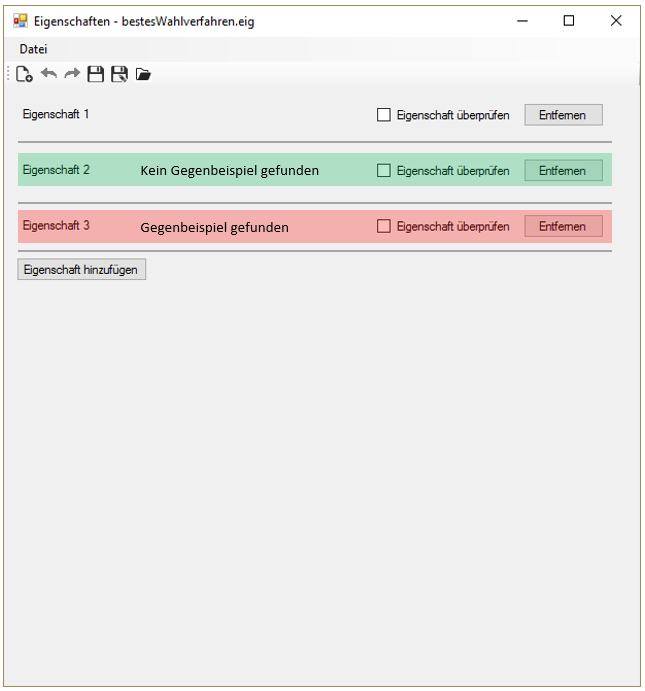 Eigenschaften - bestesWahlverfahren.eig
Datei
Eigenschaft 1 Eigenschaft überprüfen Entfernen
Eigenschaft 2 Kein Gegenbeispiel gefunden Eigenschaft überprüfen Entfernen
Eigenschaft 3 Gegenbeispiel gefunden Eigenschaft überprüfen Entfernen
Eigenschaft hinzufügen